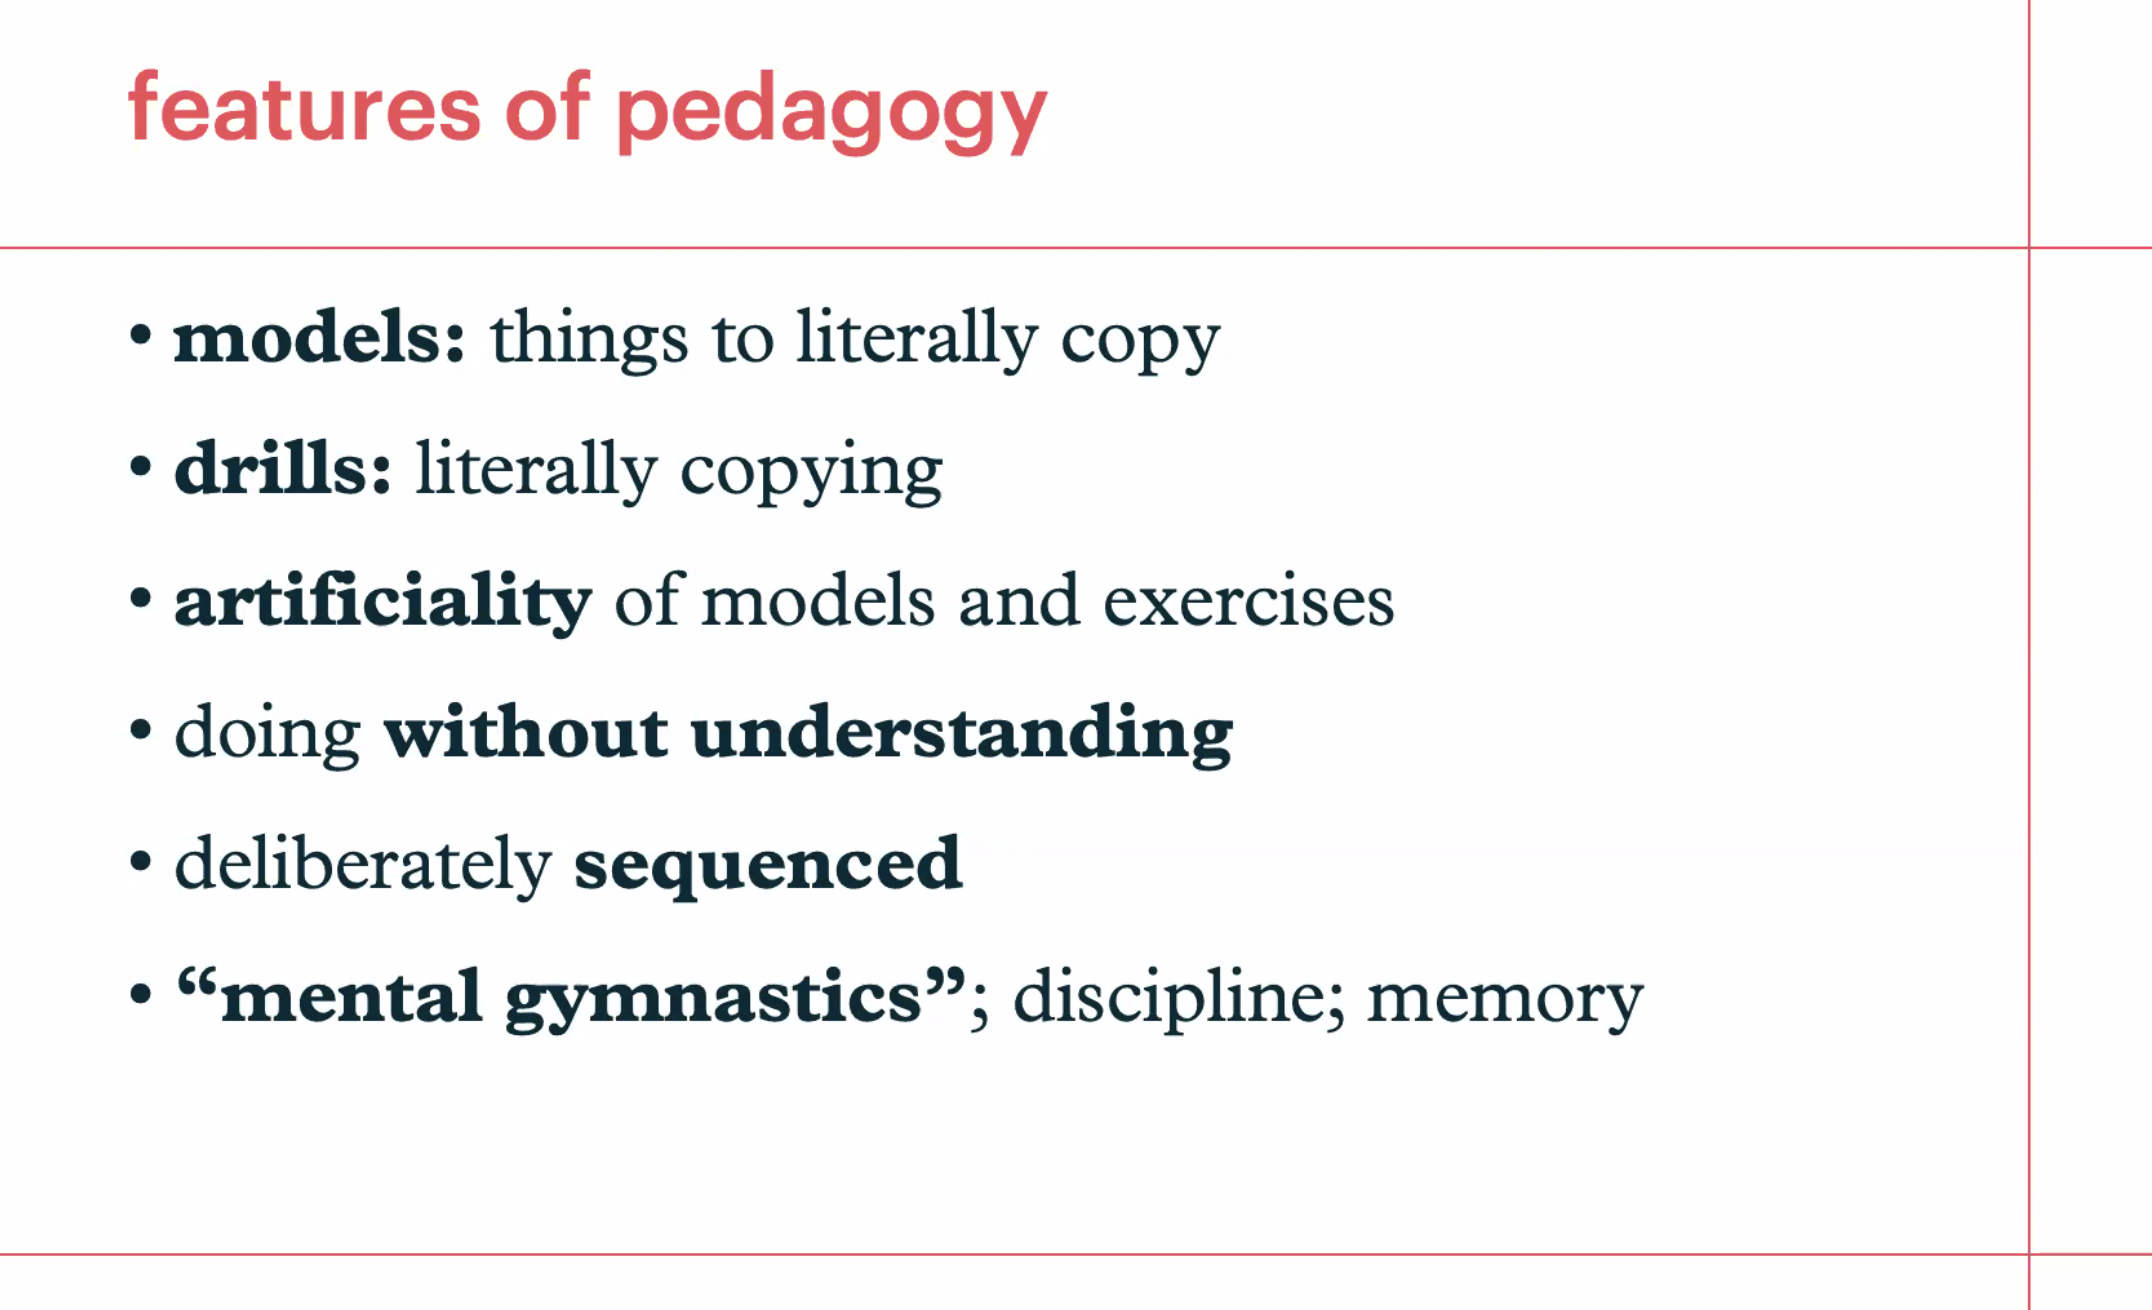 features of pedagogy
• models: things to literally copy
• drills: literally copying
• artificiality of models and exercises
• doing without understanding
• deliberately sequenced
• “mental gymnastics”; discipline; memory